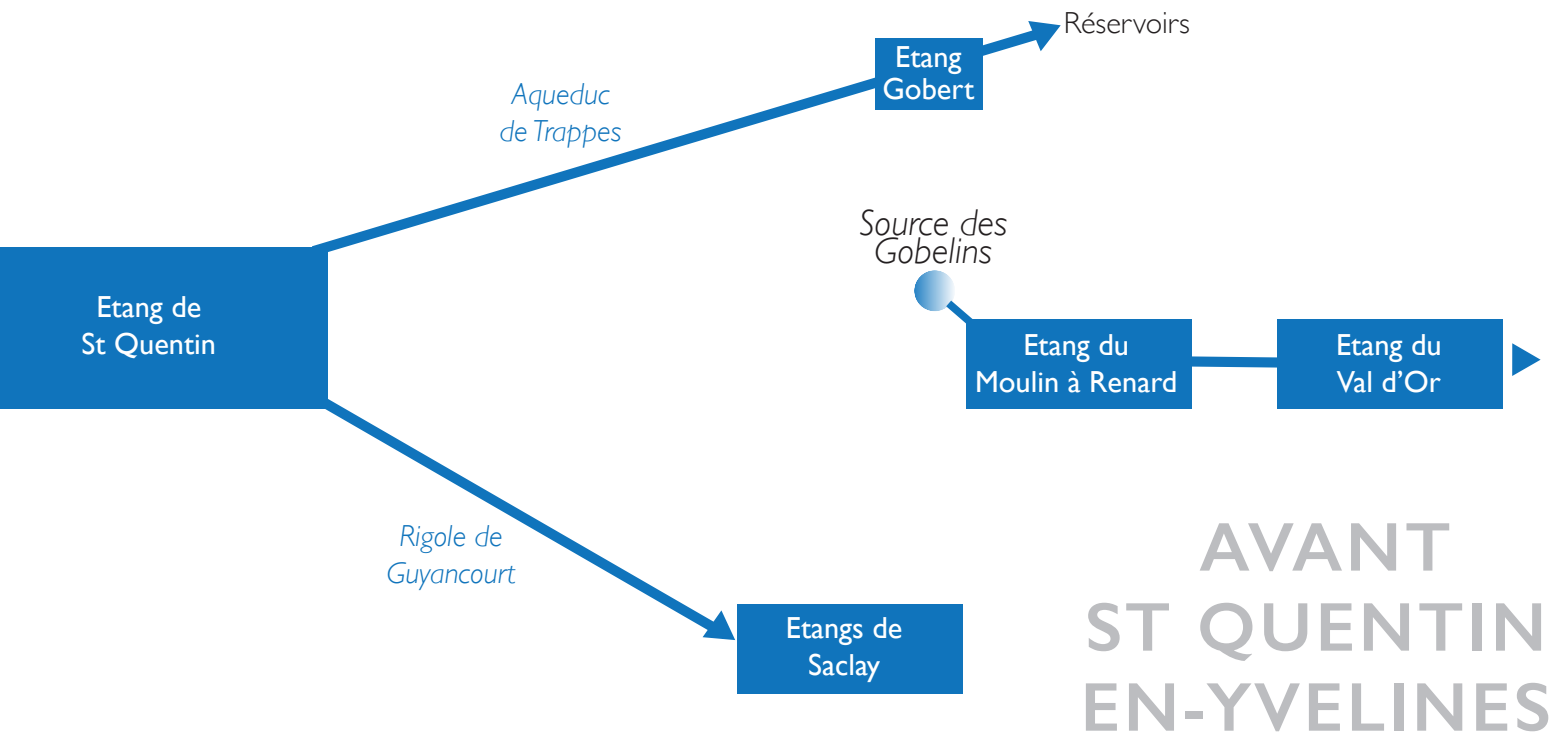 Réservoirs
Etang
Gobert
Aqueduc
de Trappes
Source des
Gobelins
Etang de
St Quentin
Etang du
Moulin à Renard
Etang du
Val d’Or
Rigole de
Guyancourt
Etangs de
Saclay
AVANT
ST QUENTIN
EN-YVELINES